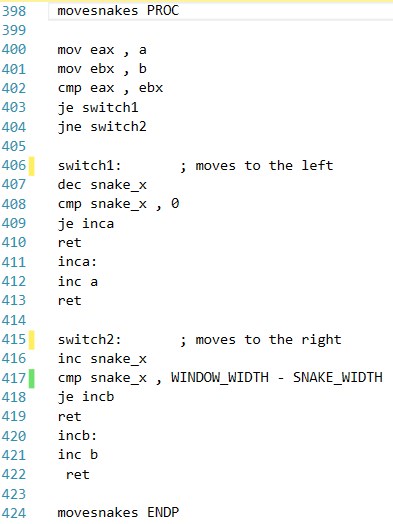 398 movesnakes PROC
399
400 mov eax , a
401 mov ebx , b
402 cmp eax , ebx
403 je switch1
404 jne switch2
405
406 switch1: ; moves to the left
407 dec snake_x
408 cmp snake_x , 0
409 je inca
410 ret
411 inca:
412 inc a
413 ret
414
415 switch2: ; moves to the right
416 inc snake_x
417 cmp snake_x , WINDOW_WIDTH - SNAKE_WIDTH
418 je incb
419 ret
420 incb:
421 inc b
422 ret
423
424 movesnakes ENDP